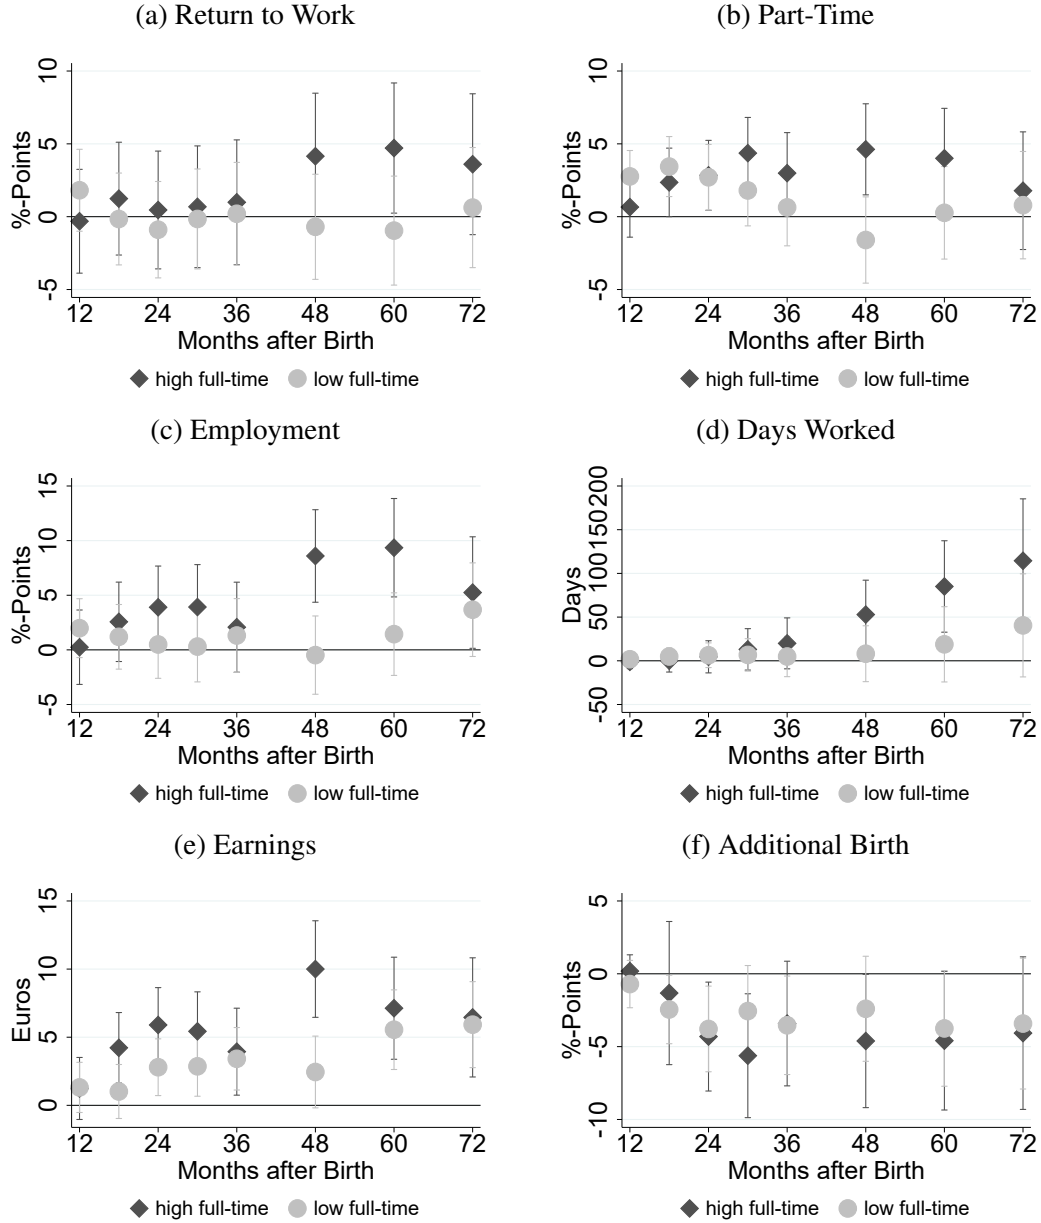 (a) Return to Work
%-Points
10
5
0
-5
12 24 36 48 60 72
Months after Birth
high full-time low full-time
(b) Part-Time
%-Points
10
5
0
-5
12 24 36 48 60 72
Months after Birth
high full-time low full-time
(c) Employment
%-Points
15
10
5
0
-5
12 24 36 48 60 72
Months after Birth
high full-time low full-time
(d) Days Worked
Days
200
150
100
50
0
-50
12 24 36 48 60 72
Months after Birth
high full-time low full-time
(e) Earnings
Euros
15
10
5
0
12 24 36 48 60 72
Months after Birth
high full-time low full-time
(f) Additional Birth
%-Points
5
0
-5
-10
12 24 36 48 60 72
Months after Birth
high full-time low full-time